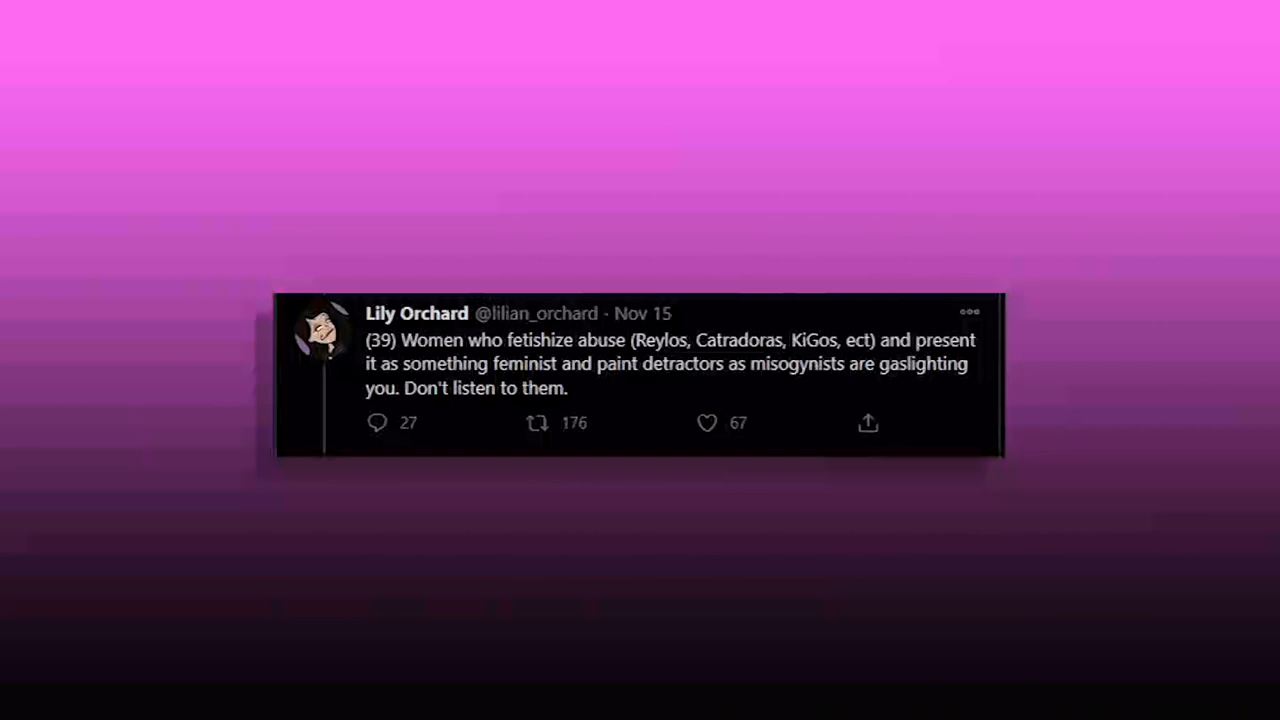 Lily Orchard @lilian_orchard · Nov 15
(39) Women who fetishize abuse (Reylos, Catradoras, KiGos, ect) and present
it as something feminist and paint detractors as misogynists are gaslighting
you. Don't listen to them.
27 176 67